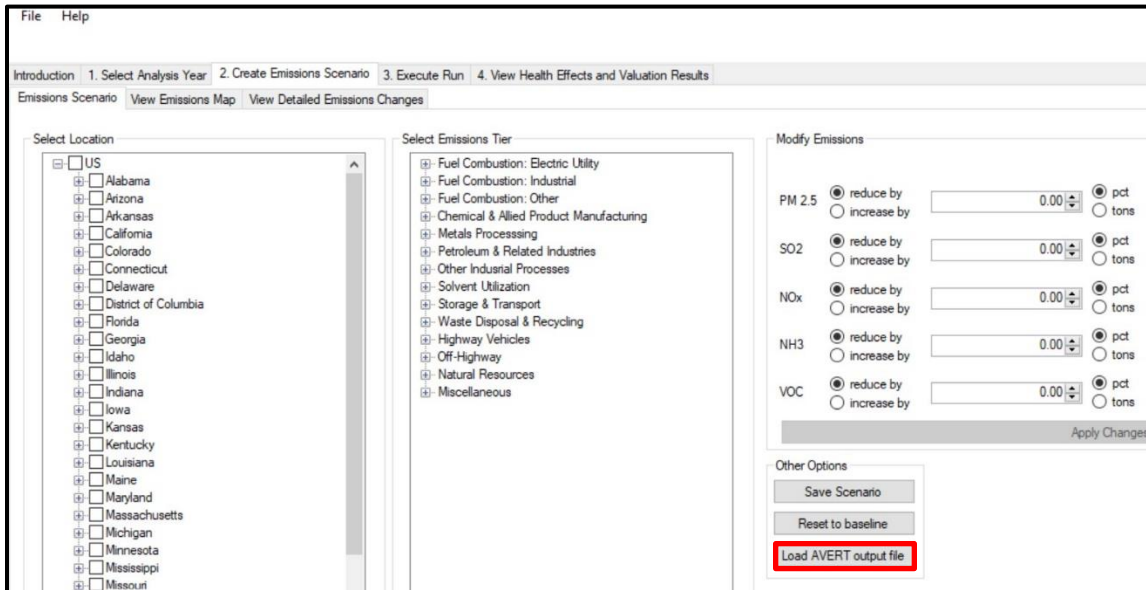 File Help
Introduction 1. Select Analysis Year 2. Create Emissions Scenario 3. Execute Run 4. View Health Effects and Valuation Results
Emissions Scenario View Emissions Map View Detailed Emissions Changes
Select Location
US
Alabama
Arizona
Arkansas
California
Colorado
Connecticut
Delaware
District of Columbia
Florida
Georgia
Idaho
Illinois
Indiana
Iowa
Kansas
Kentucky
Louisiana
Maine
Maryland
Massachusetts
Michigan
Minnesota
Mississippi
Missouri
Select Emissions Tier
Fuel Combustion: Electric Utility
Fuel Combustion: Industrial
Fuel Combustion: Other
Chemical & Allied Product Manufacturing
Metals Processsing
Petroleum & Related Industries
Other Indusrial Processes
Solvent Utilization
Storage & Transport
Waste Disposal & Recycling
Highway Vehicles
Off-Highway
Natural Resources
Miscellaneous
Modify Emissions
PM 2.5 reduce by 0.00 pct
increase by tons
SO2 reduce by 0.00 pct
increase by tons
NOx reduce by 0.00 pct
increase by tons
NH3 reduce by 0.00 pct
increase by tons
VOC reduce by 0.00 pct
increase by tons
Apply Changes
Other Options
Save Scenario
Reset to baseline
Load AVERT output file